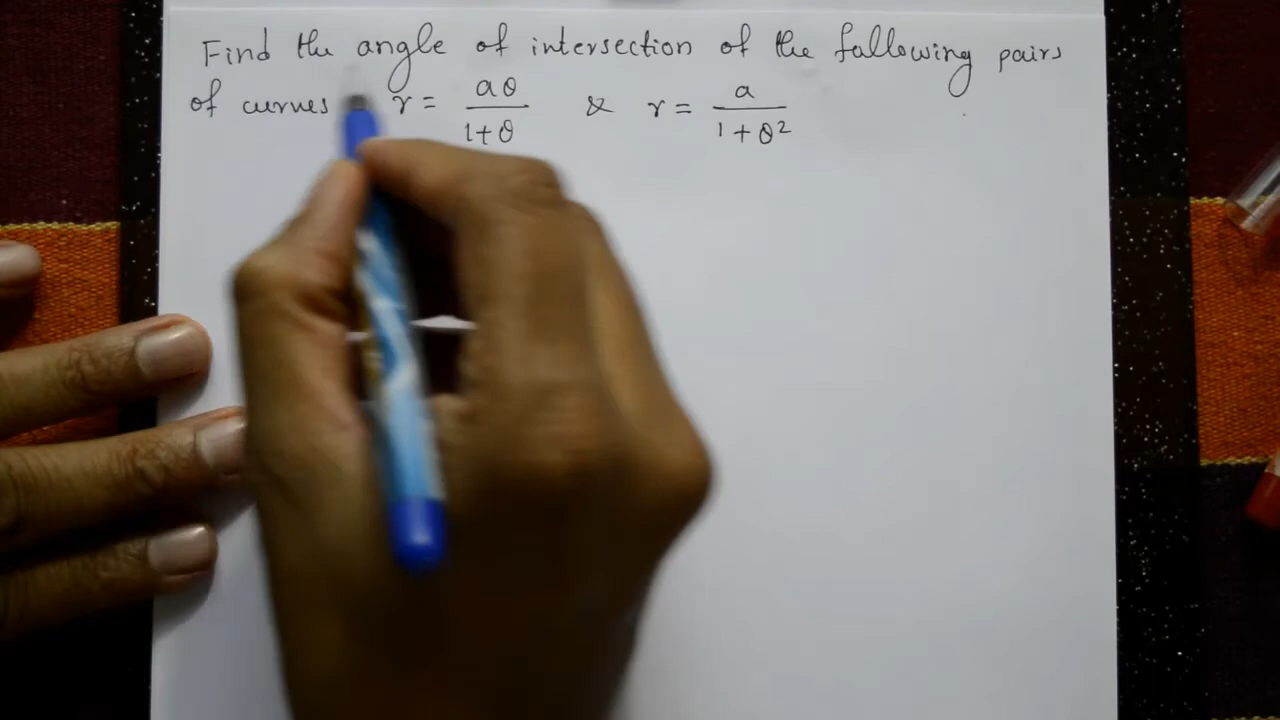 Find the angle of intersection of the following pairs
of curves r = aθ/1+θ & r = a/1+θ²